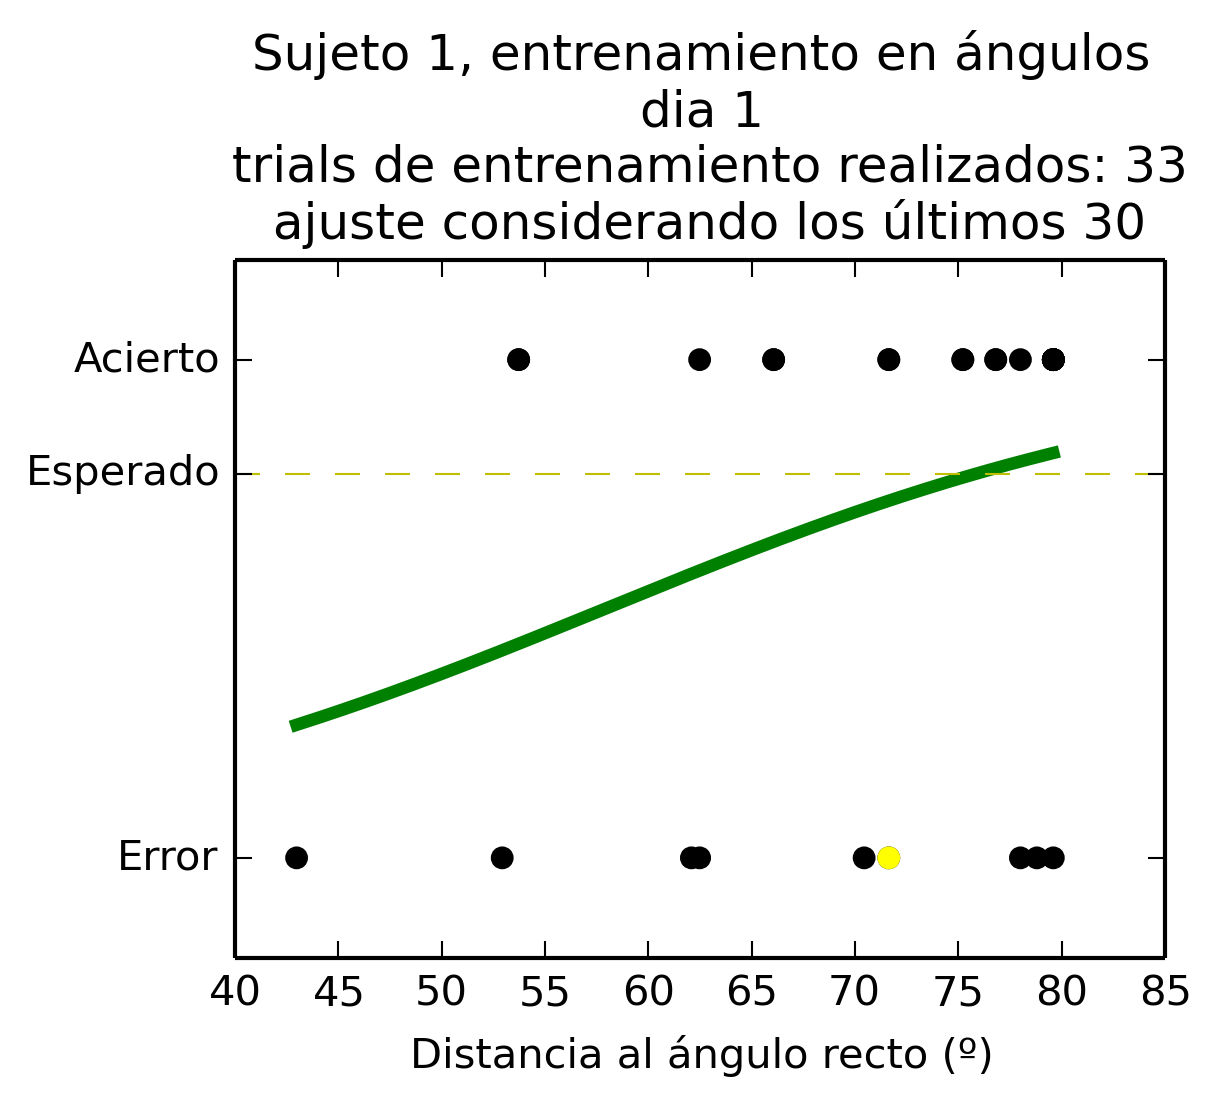 Sujeto 1, entrenamiento en ángulos
dia 1
trials de entrenamiento realizados: 33
ajuste considerando los últimos 30
Acierto
Esperado
Error
40 45 50 55 60 65 70 75 80 85
Distancia al ángulo recto (º)